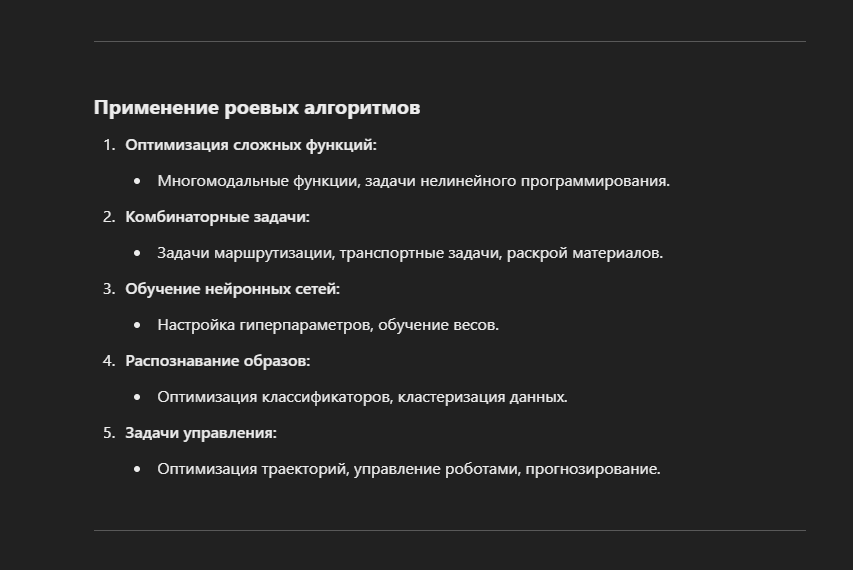 Применение роевых алгоритмов
1. Оптимизация сложных функций:
• Многомодальные функции, задачи нелинейного программирования.
2. Комбинаторные задачи:
• Задачи маршрутизации, транспортные задачи, раскрой материалов.
3. Обучение нейронных сетей:
• Настройка гиперпараметров, обучение весов.
4. Распознавание образов:
• Оптимизация классификаторов, кластеризация данных.
5. Задачи управления:
• Оптимизация траекторий, управление роботами, прогнозирование.